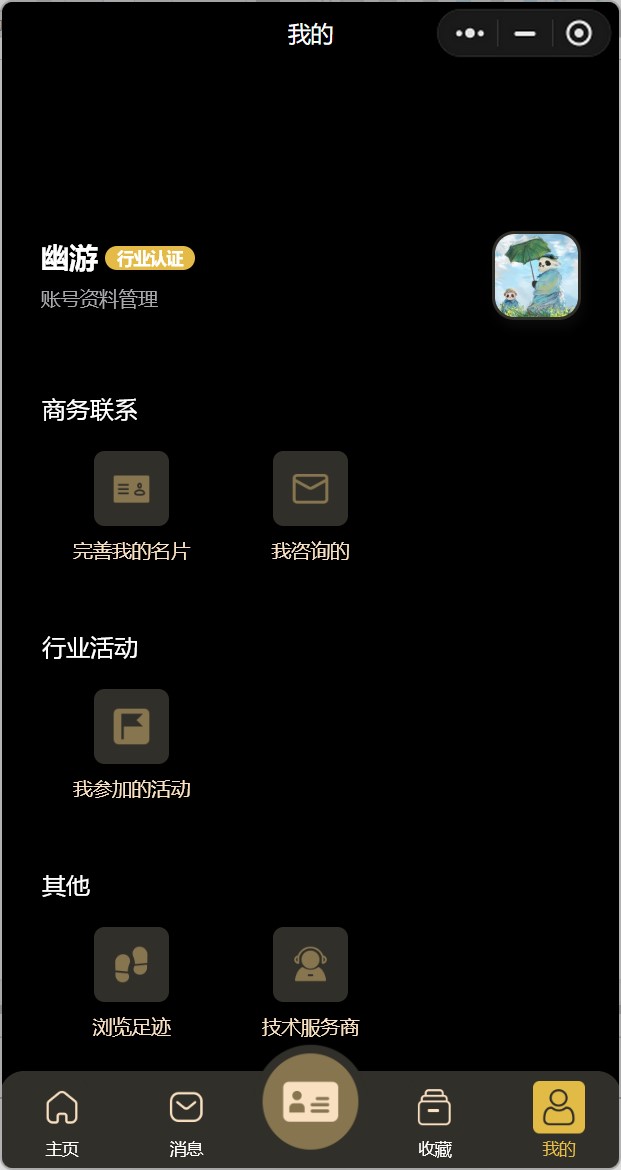 我的
幽游 行业认证
账号资料管理
商务联系
完善我的名片 我咨询的
行业活动
我参加的活动
其他
浏览足迹 技术服务商
主页 消息 收藏 我的